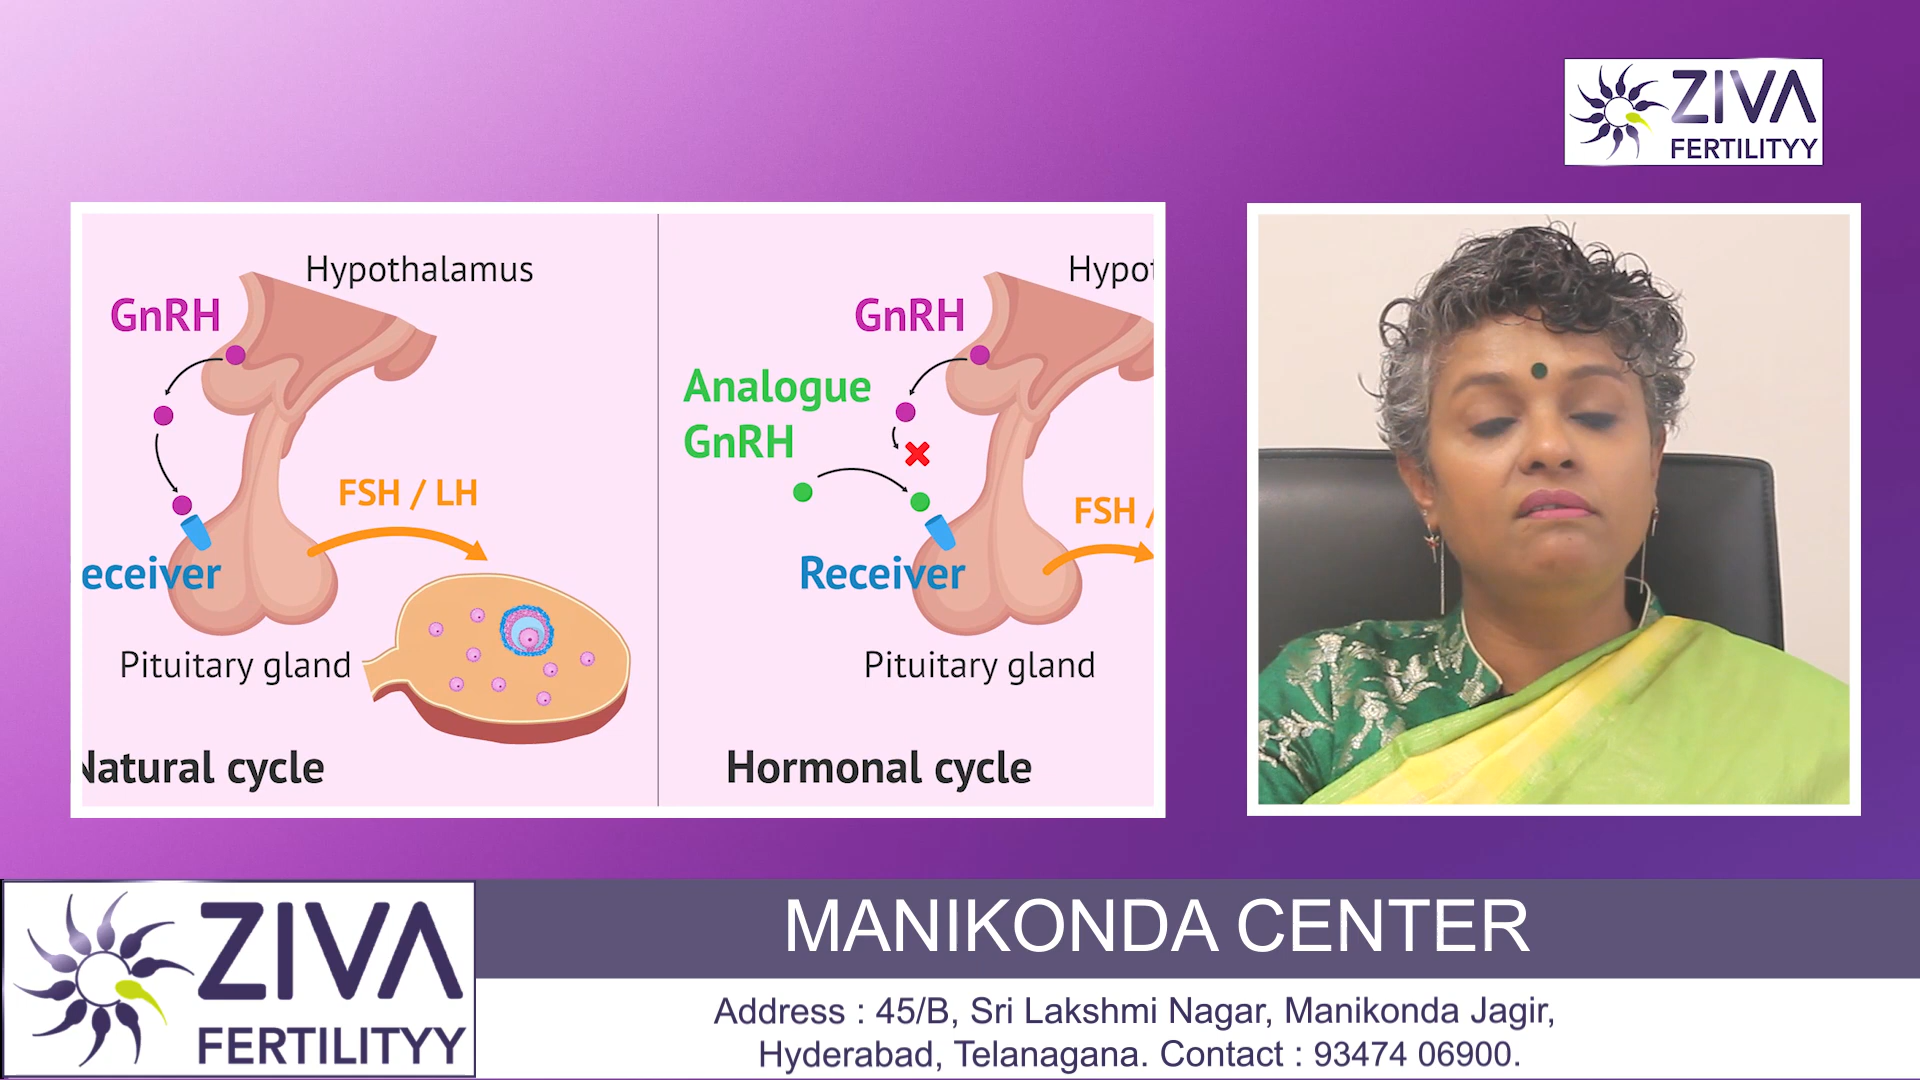 ZIVA
FERTILITYY
Hypothalamus
GnRH
FSH / LH
eceiver
Pituitary gland
Natural cycle
Hypot
GnRH
Analogue
GnRH
FSH /
Receiver
Pituitary gland
Hormonal cycle
ZIVA
FERTILITYY
MANIKONDA CENTER
Address : 45/B, Sri Lakshmi Nagar, Manikonda Jagir,
Hyderabad, Telanagana. Contact : 93474 06900.